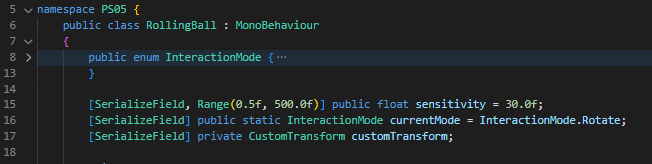 5 namespace PS05 {
6 public class RollingBall : MonoBehaviour
7 {
8 public enum InteractionMode { ...
13 }
14
15 [SerializeField, Range(0.5f, 500.0f)] public float sensitivity = 30.0f;
16 [SerializeField] public static InteractionMode currentMode = InteractionMode.Rotate;
17 [SerializeField] private CustomTransform customTransform;
18